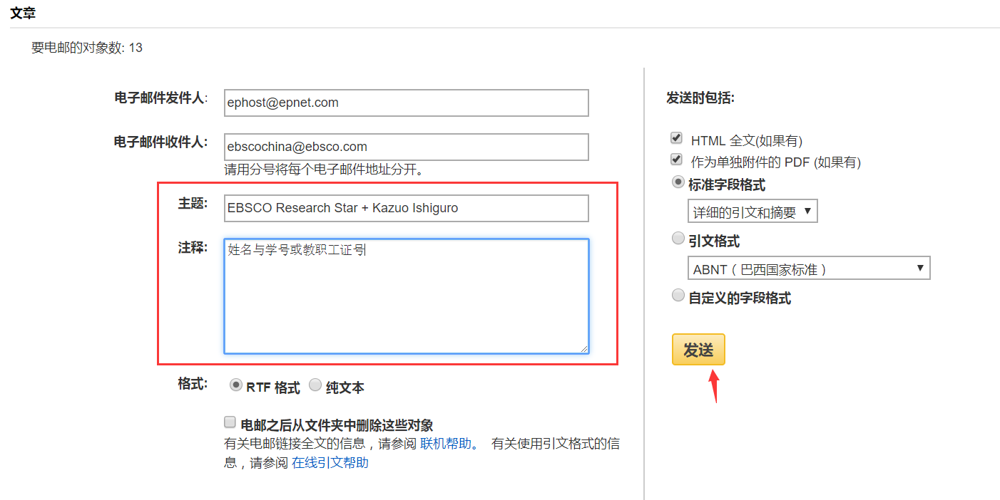 文章
要电邮的对象数: 13
电子邮件发件人:
ephost@epnet.com
电子邮件收件人:
ebscochina@ebsco.com
请用分号将每个电子邮件地址分开。
主题:
EBSCO Research Star + Kazuo Ishiguro
注释:
姓名与学号或教职工证号
格式:
RTF 格式 纯文本
电邮之后从文件夹中删除这些对象
有关电邮链接全文的信息，请参阅 联机帮助。 有关使用引文格式的信
息，请参阅 在线引文帮助
发送时包括:
HTML 全文(如果有)
作为单独附件的 PDF (如果有)
标准字段格式
详细的引文和摘要
引文格式
ABNT（巴西国家标准）
自定义的字段格式
发送